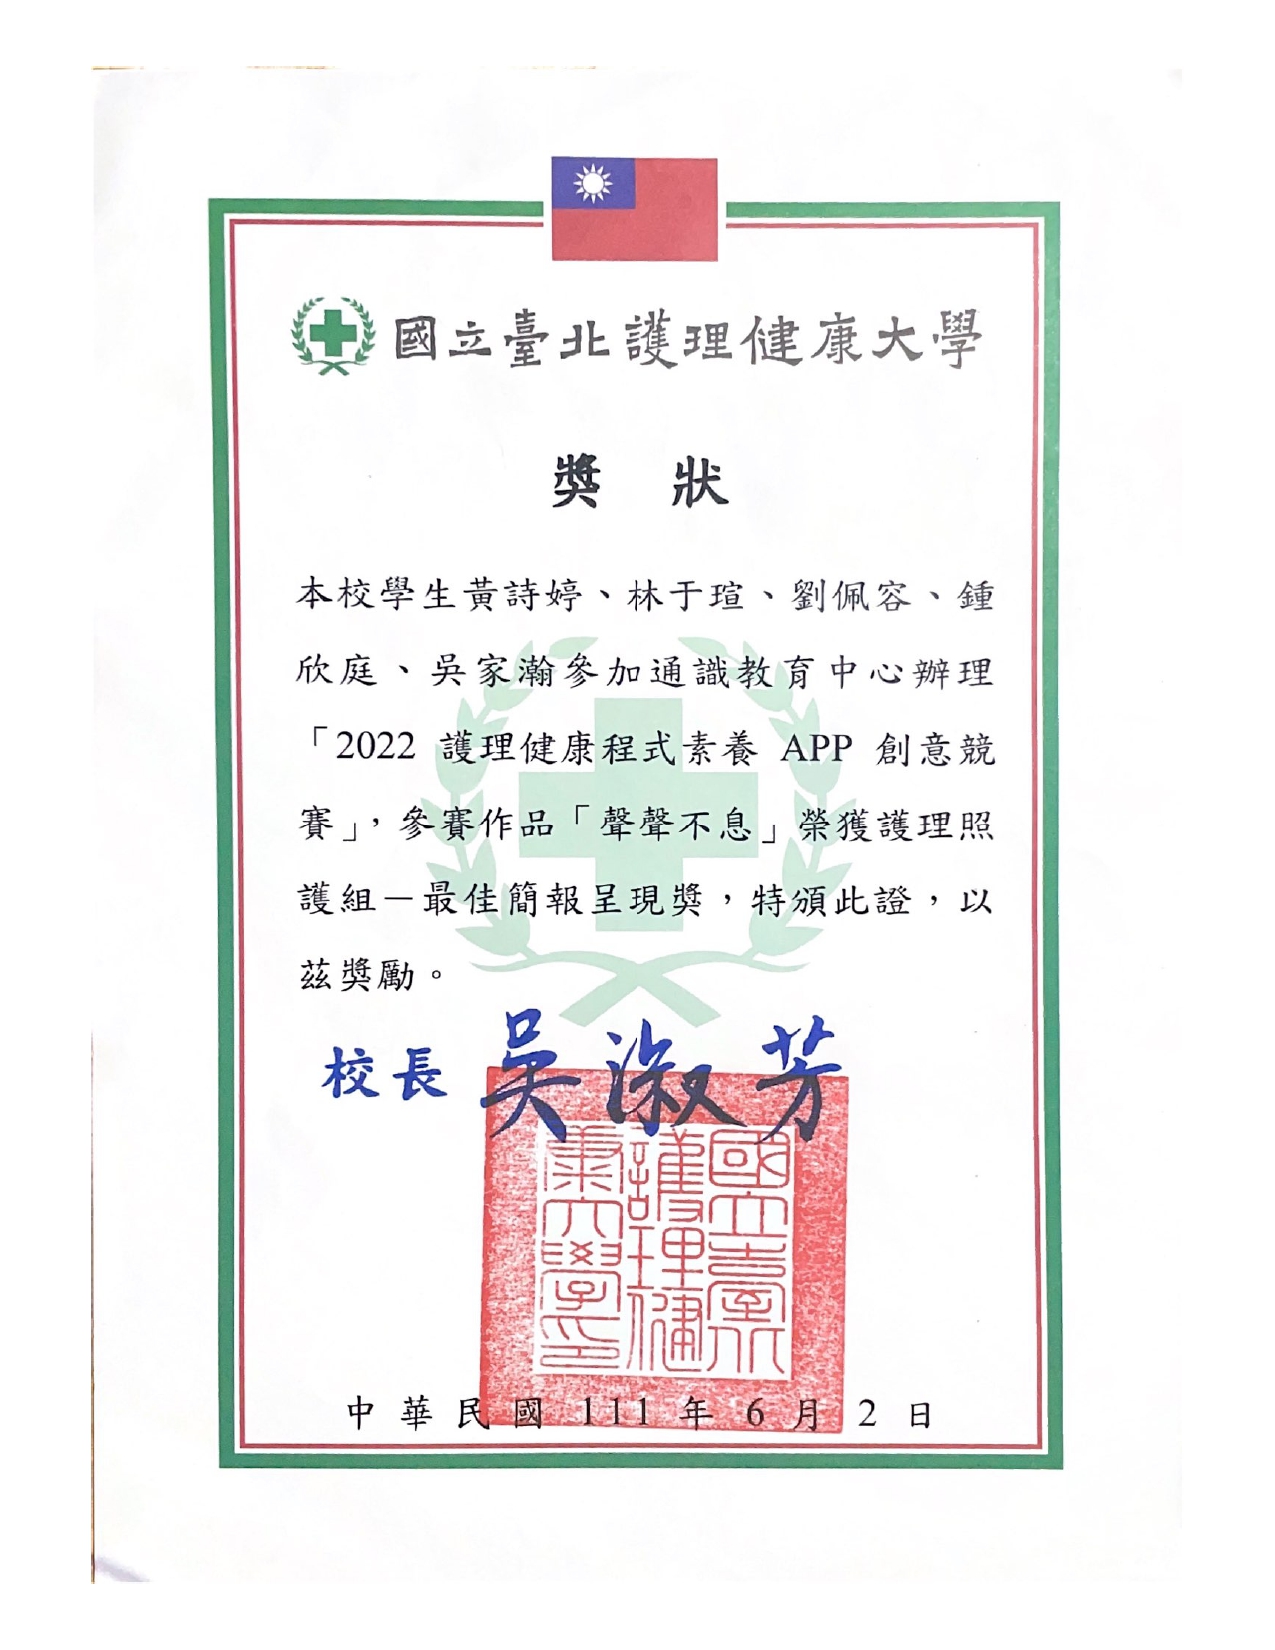 國立臺北護理健康大學
獎 狀
本校學生黃詩婷、林于瑄、劉佩容、鍾
欣庭、吳家瀚參加通識教育中心辦理
「2022 護理健康程式素養 APP 創意競
賽」，參賽作品「聲聲不息」榮獲護理照
護組－最佳簡報呈現獎，特頒此證，以
茲獎勵。
校長 吳淑芳
國立臺北
護理健
康大學印
中華民國 111 年 6 月 2 日